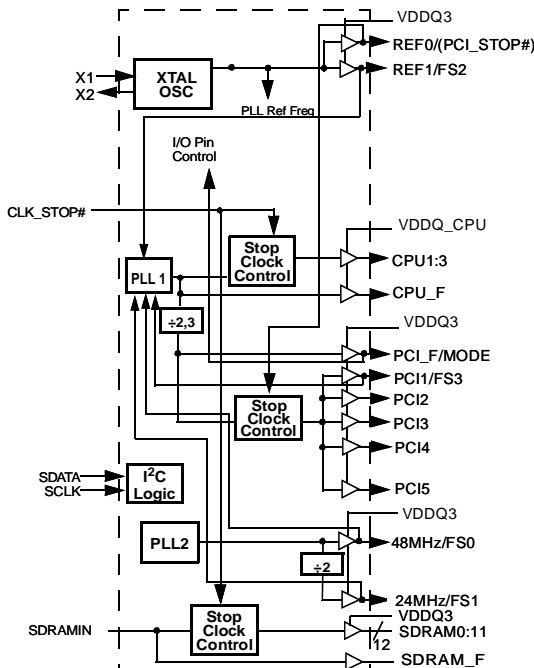 VDDQ3
REF0/(PCI_STOP#)
X1
X2
XTAL
OSC
REF1/FS2
PLL Ref Freq
I/O Pin
Control
CLK_STOP#
VDDQ_CPU
Stop
Clock
Control
CPU1:3
PLL 1
CPU_F
÷2,3
VDDQ3
PCI_F/MODE
PCI1/FS3
PCI2
Stop
Clock
Control
PCI3
PCI4
SDATA
SCLK
I²C
Logic
PCI5
VDDQ3
PLL2
48MHz/FS0
÷2
24MHz/FS1
VDDQ3
SDRAMIN
Stop
Clock
Control
SDRAM0:11
12
SDRAM_F